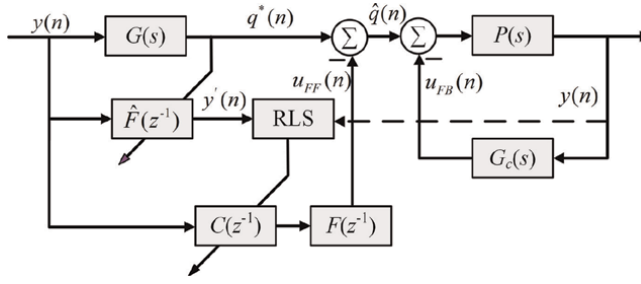 y(n)
G(s)
q*(n)
Σ
q̂(n)
Σ
P(s)
u_FF(n)
u_FB(n)
y(n)
F̂(z⁻¹)
y'(n)
RLS
G_c(s)
C(z⁻¹)
F(z⁻¹)